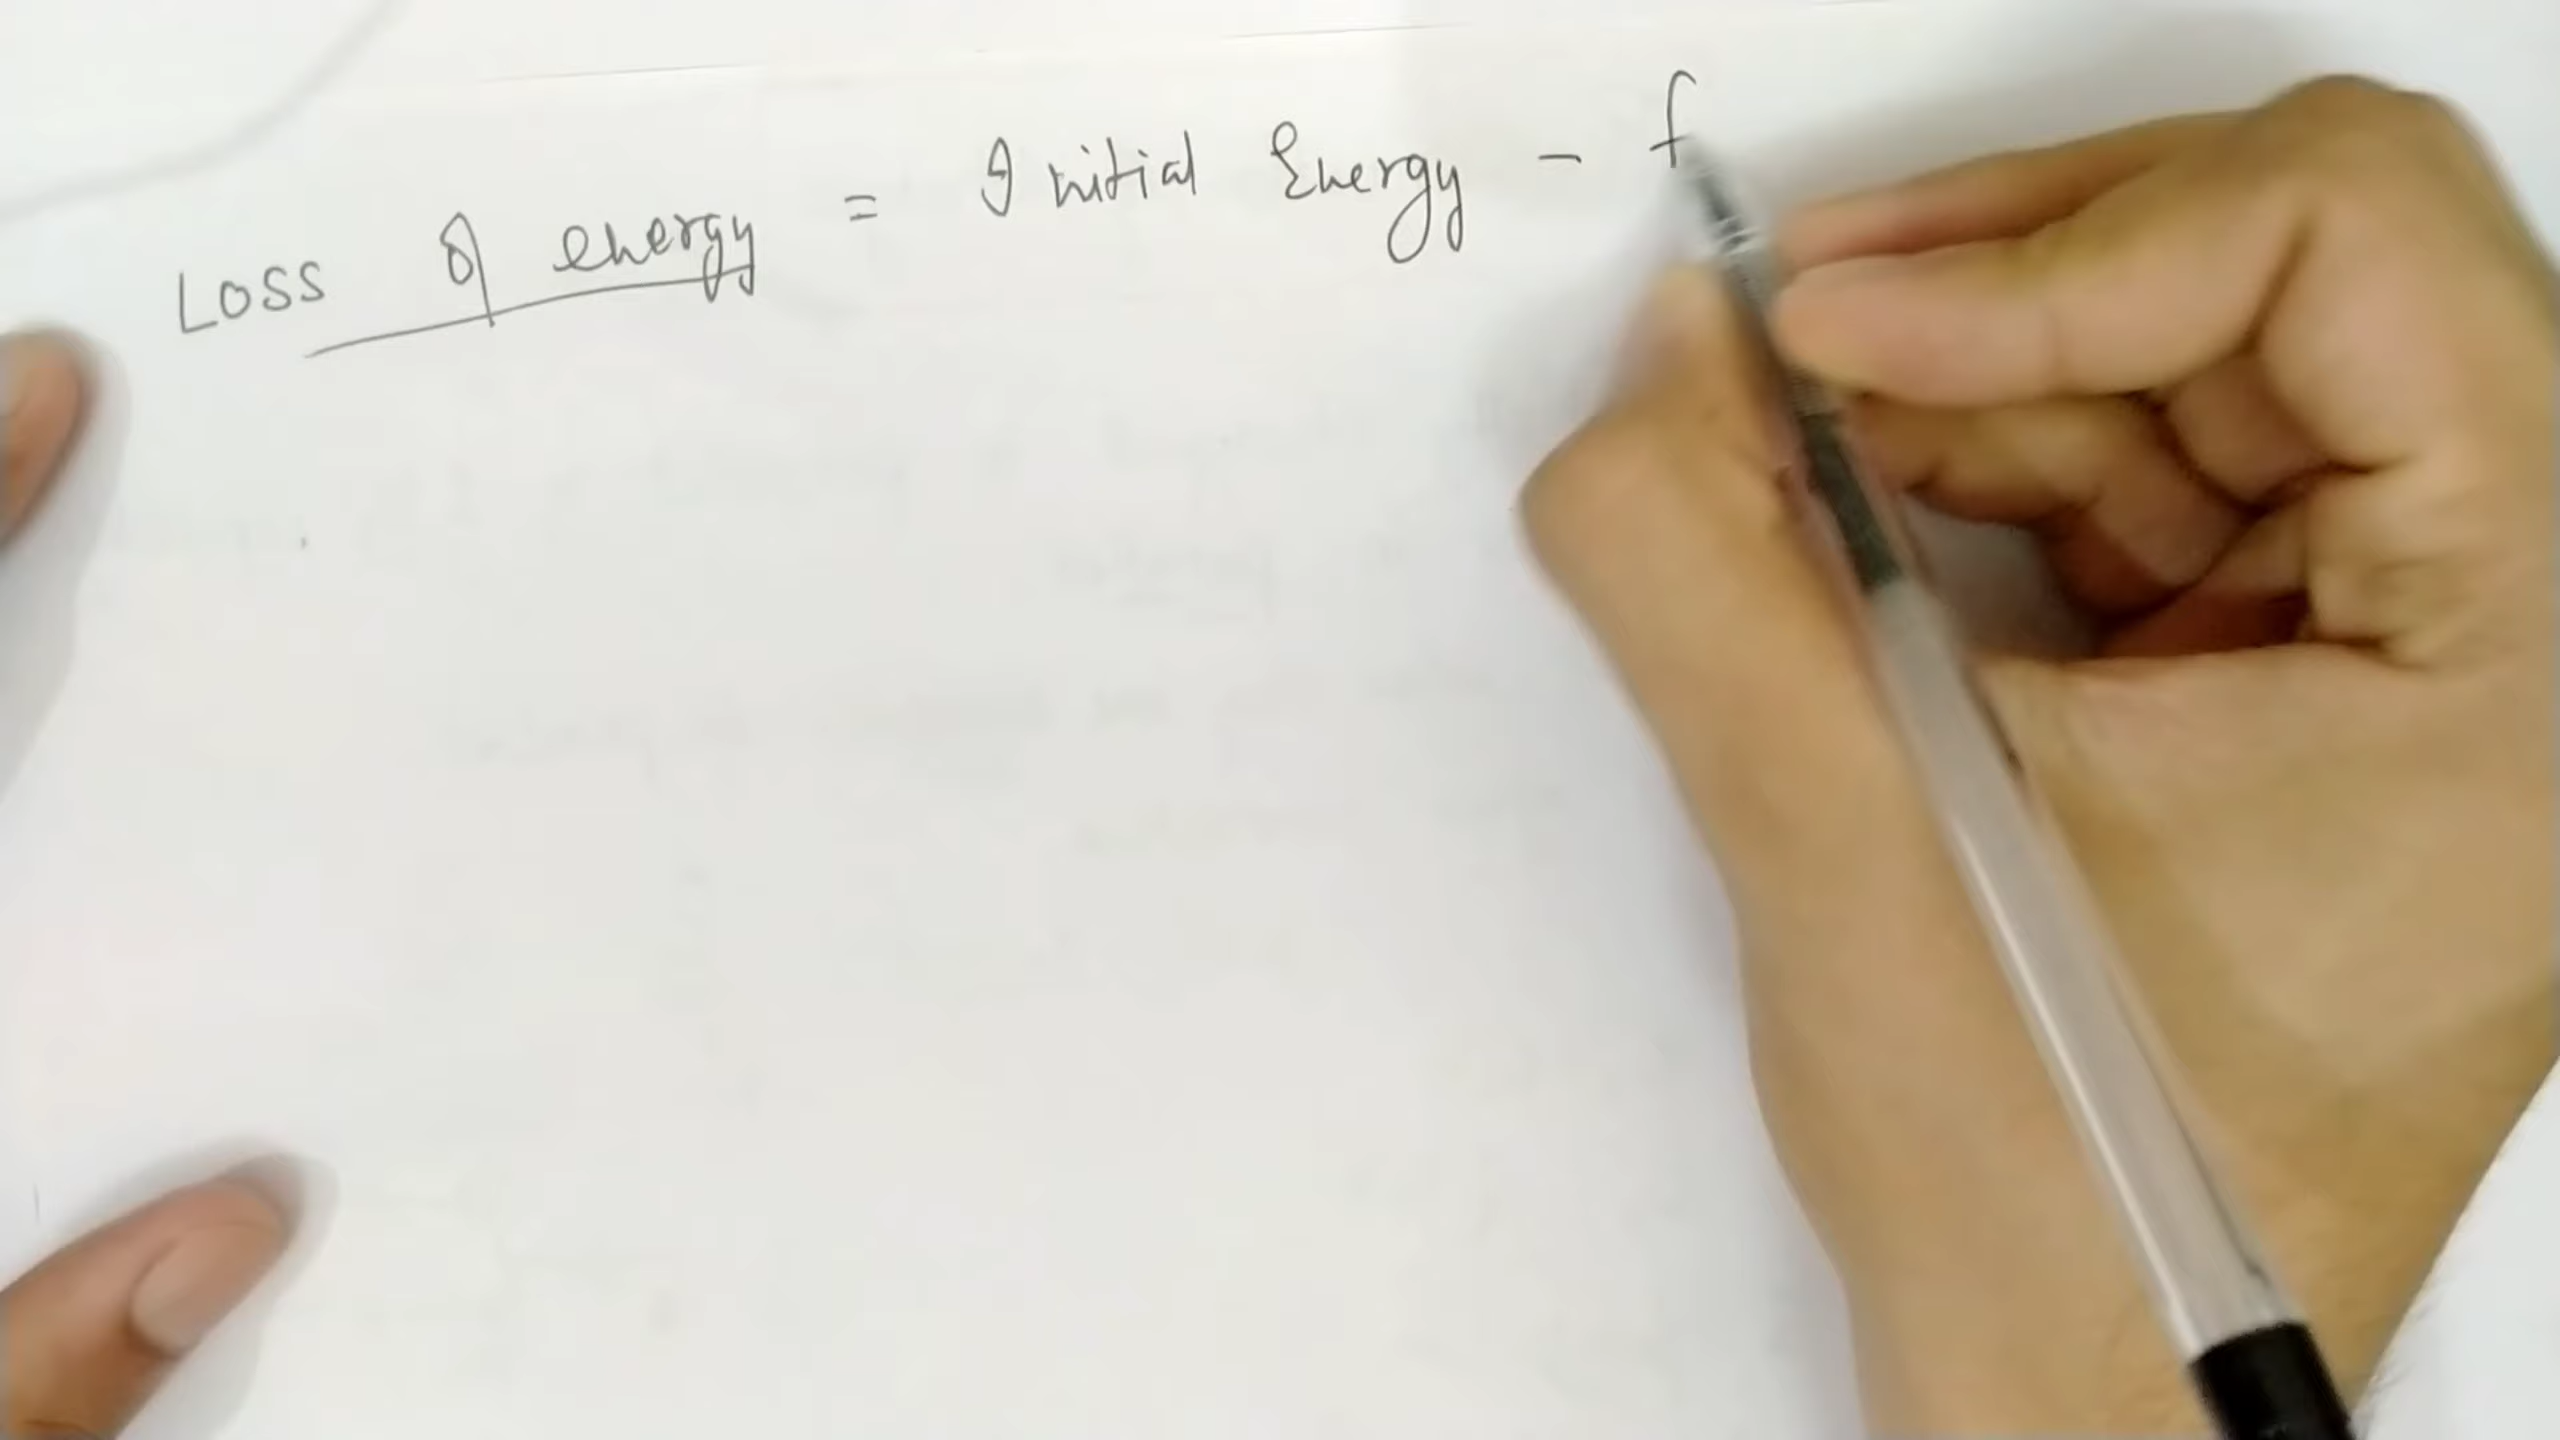 Loss of energy = Initial Energy - f